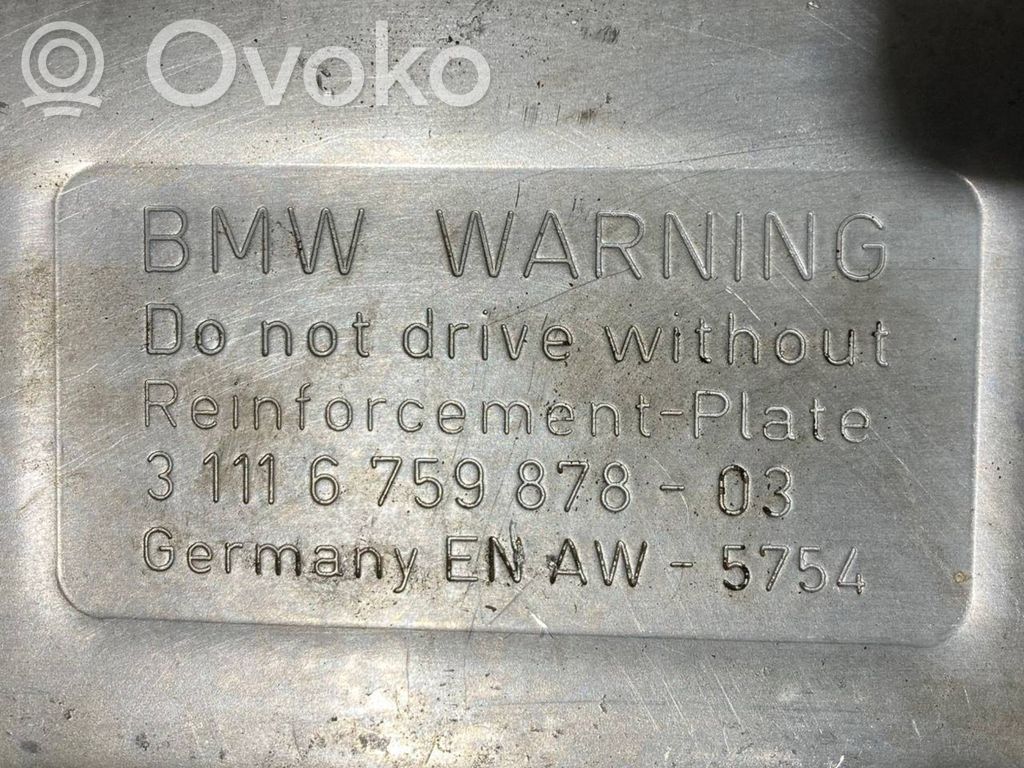 Ovoko
BMW WARNING
Do not drive without
Reinforcement-Plate
3 111 6 759 878 - 03
Germany EN AW - 5754